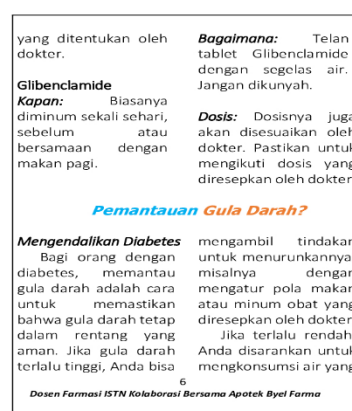 yang ditentukan oleh
dokter.
Glibenclamide
Kapan: Biasanya
diminum sekali sehari,
sebelum atau
bersamaan dengan
makan pagi.
Bagaimana: Telan
tablet Glibenclamide
dengan segelas air.
Jangan dikunyah.
Dosis: Dosisnya juga
akan disesuaikan oleh
dokter. Pastikan untuk
mengikuti dosis yang
diresepkan oleh dokter
Pemantauan Gula Darah?
Mengendalikan Diabetes
Bagi orang dengan
diabetes, memantau
gula darah adalah cara
untuk memastikan
bahwa gula darah tetap
dalam rentang yang
aman. Jika gula darah
terlalu tinggi, Anda bisa
mengambil tindakan
untuk menurunkannya
misalnya dengan
mengatur pola makan
atau minum obat yang
diresepkan oleh dokter
Jika terlalu rendah
Anda disarankan untuk
mengkonsumsi air yang
6
Dosen Farmasi ISTN Kolaborasi Bersama Apotek Byel Farma